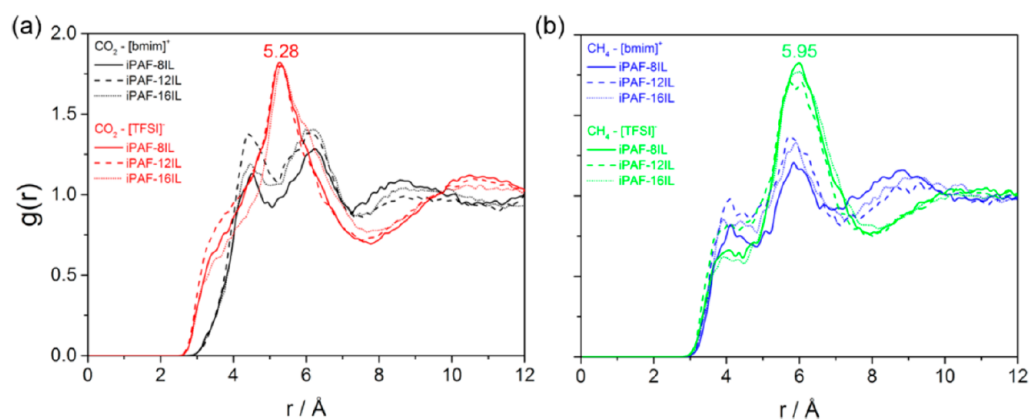 (a)
2.0
1.5
1.0
0.5
0.0
g(r)
CO₂ - [bmim]⁺
iPAF-8IL
iPAF-12IL
iPAF-16IL
CO₂ - [TFSI]⁻
iPAF-8IL
iPAF-12IL
iPAF-16IL
5.28
0 2 4 6 8 10 12
r / Å
(b)
CH₄ - [bmim]⁺
iPAF-8IL
iPAF-12IL
iPAF-16IL
CH₄ - [TFSI]⁻
iPAF-8IL
iPAF-12IL
iPAF-16IL
5.95
0 2 4 6 8 10 12
r / Å